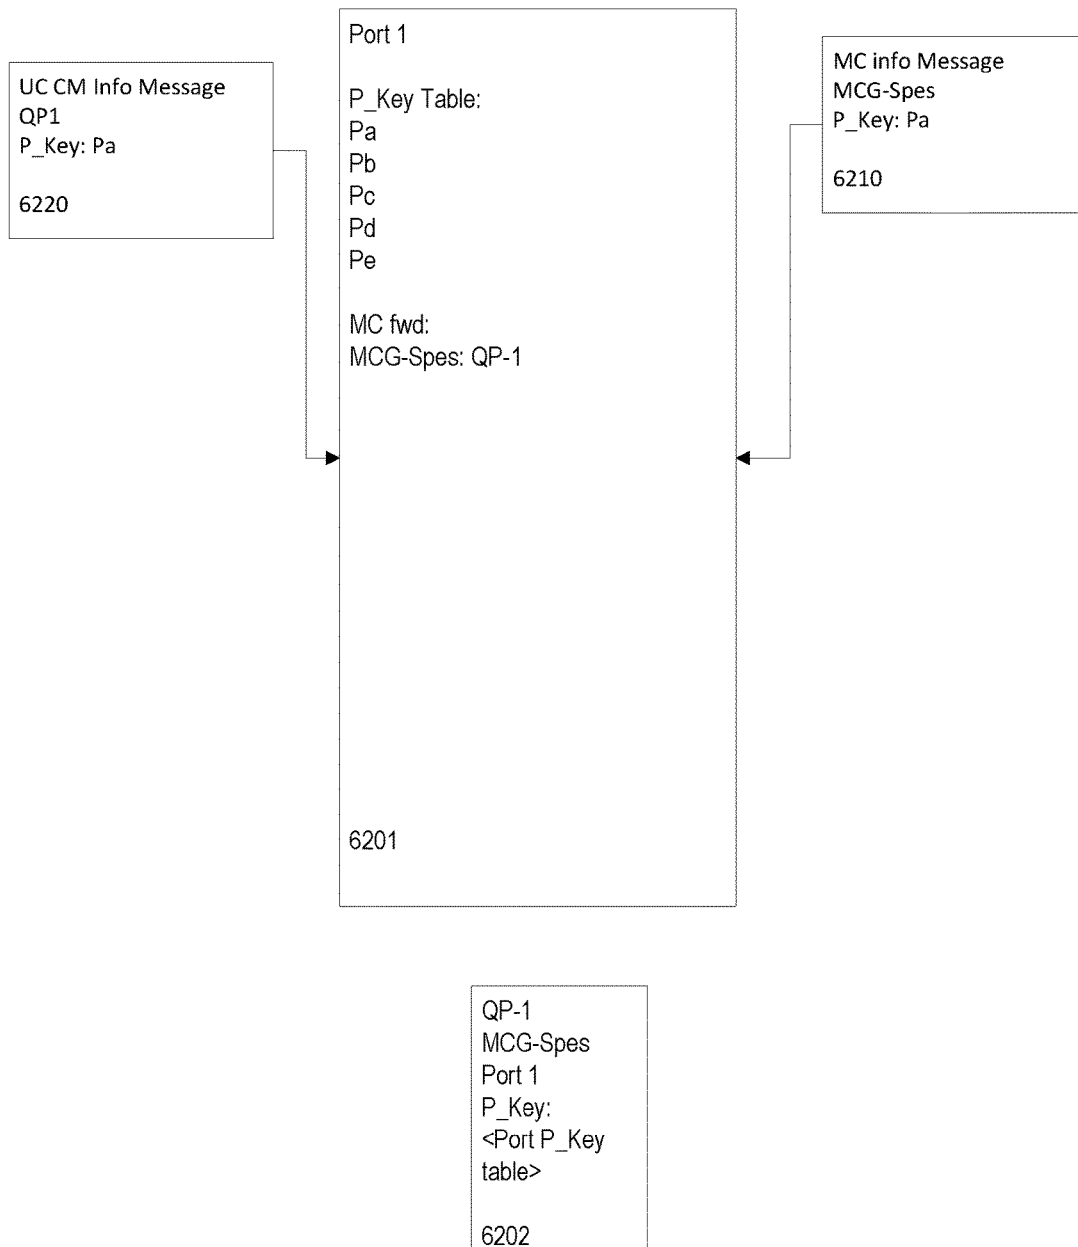 UC CM Info Message
QP1
P_Key: Pa
6220
Port 1
P_Key Table:
Pa
Pb
Pc
Pd
Pe
MC fwd:
MCG-Spes: QP-1
6201
MC info Message
MCG-Spes
P_Key: Pa
6210
QP-1
MCG-Spes
Port 1
P_Key:
<Port P_Key
table>
6202